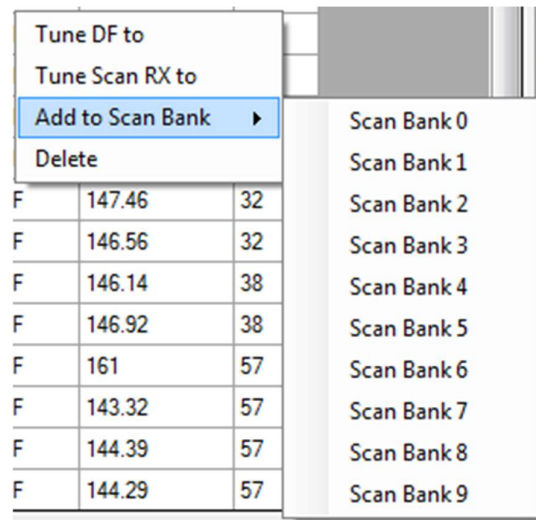 Tune DF to
Tune Scan RX to
Add to Scan Bank
Delete
Scan Bank 0
Scan Bank 1
Scan Bank 2
Scan Bank 3
Scan Bank 4
Scan Bank 5
Scan Bank 6
Scan Bank 7
Scan Bank 8
Scan Bank 9
F 147.46 32
F 146.56 32
F 146.14 38
F 146.92 38
F 161 57
F 143.32 57
F 144.39 57
F 144.29 57